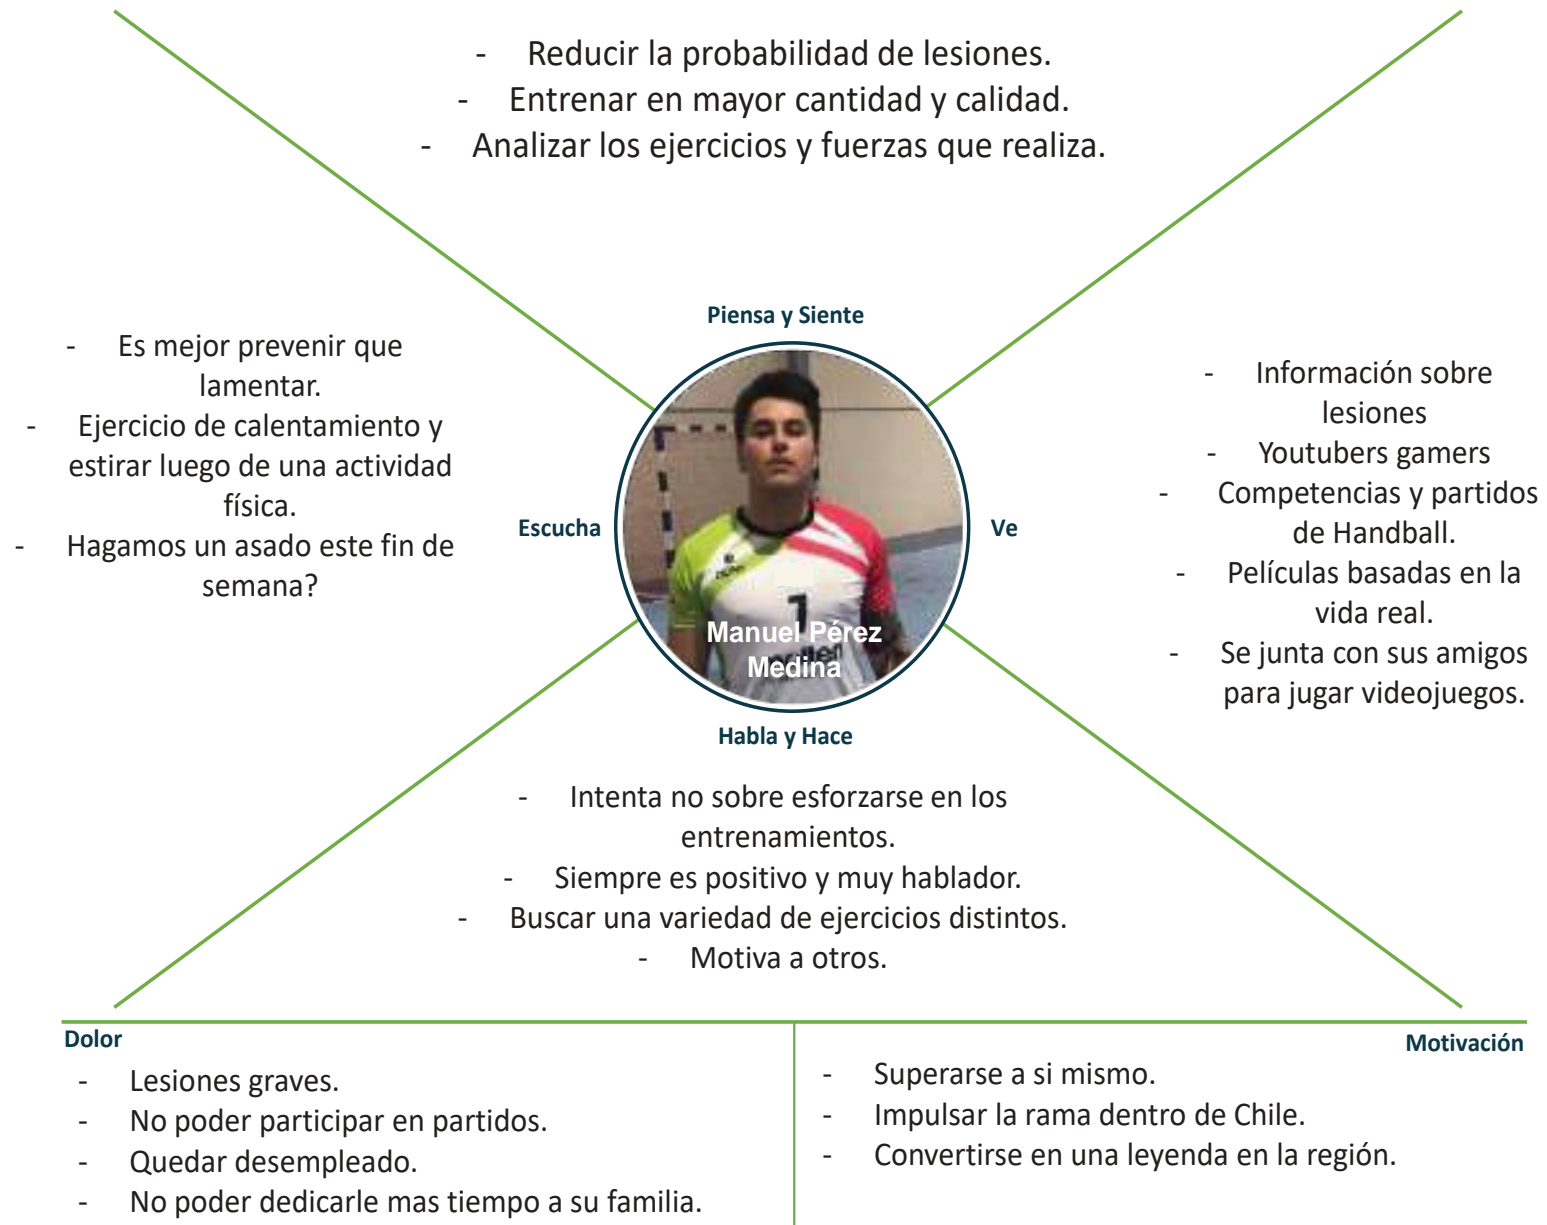 - Reducir la probabilidad de lesiones.
- Entrenar en mayor cantidad y calidad.
- Analizar los ejercicios y fuerzas que realiza.
Piensa y Siente
- Es mejor prevenir que
lamentar.
- Ejercicio de calentamiento y
estirar luego de una actividad
física.
- Hagamos un asado este fin de
semana?
Escucha
1
Manuel Pérez
Medina
Ve
- Información sobre
lesiones
- Youtubers gamers
- Competencias y partidos
de Handball.
- Películas basadas en la
vida real.
- Se junta con sus amigos
para jugar videojuegos.
Habla y Hace
- Intenta no sobre esforzarse en los
entrenamientos.
- Siempre es positivo y muy hablador.
- Buscar una variedad de ejercicios distintos.
- Motiva a otros.
Dolor
- Lesiones graves.
- No poder participar en partidos.
- Quedar desempleado.
- No poder dedicarle mas tiempo a su familia.
Motivación
- Superarse a si mismo.
- Impulsar la rama dentro de Chile.
- Convertirse en una leyenda en la región.